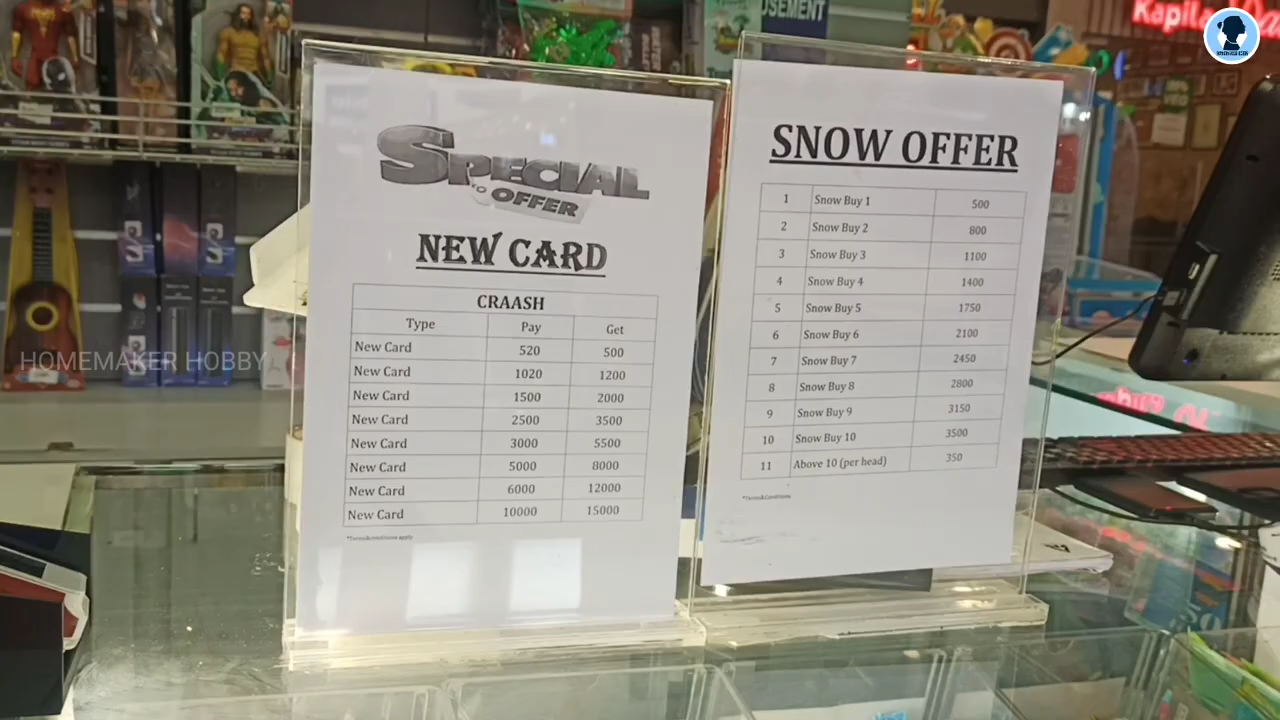 SPECIAL
OFFER
NEW CARD
CRAASH
Type Pay Get
New Card 520 500
New Card 1020 1200
New Card 1500 2000
New Card 2500 3500
New Card 3000 5500
New Card 5000 8000
New Card 6000 12000
New Card 10000 15000
*Terms&conditions apply
SNOW OFFER
1 Snow Buy 1 500
2 Snow Buy 2 800
3 Snow Buy 3 1100
4 Snow Buy 4 1400
5 Snow Buy 5 1750
6 Snow Buy 6 2100
7 Snow Buy 7 2450
8 Snow Buy 8 2800
9 Snow Buy 9 3150
10 Snow Buy 10 3500
11 Above 10 (per head) 350
*Terms&Conditions
HOMEMAKER HOBBY
Kapila